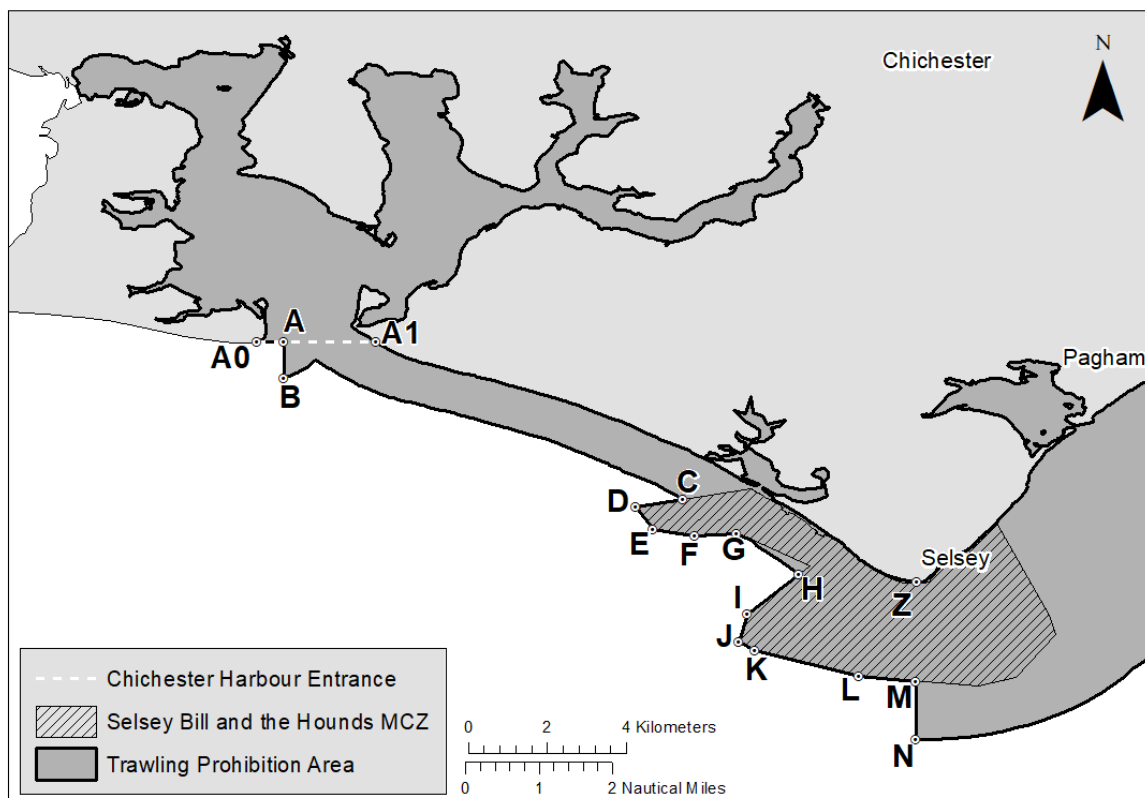 N
Chichester
A
A0
A1
Pagham
B
C
D
E
F
G
Selsey
H
Z
I
J
K
L
M
N
Chichester Harbour Entrance
Selsey Bill and the Hounds MCZ
Trawling Prohibition Area
0 2 4 Kilometers
0 1 2 Nautical Miles